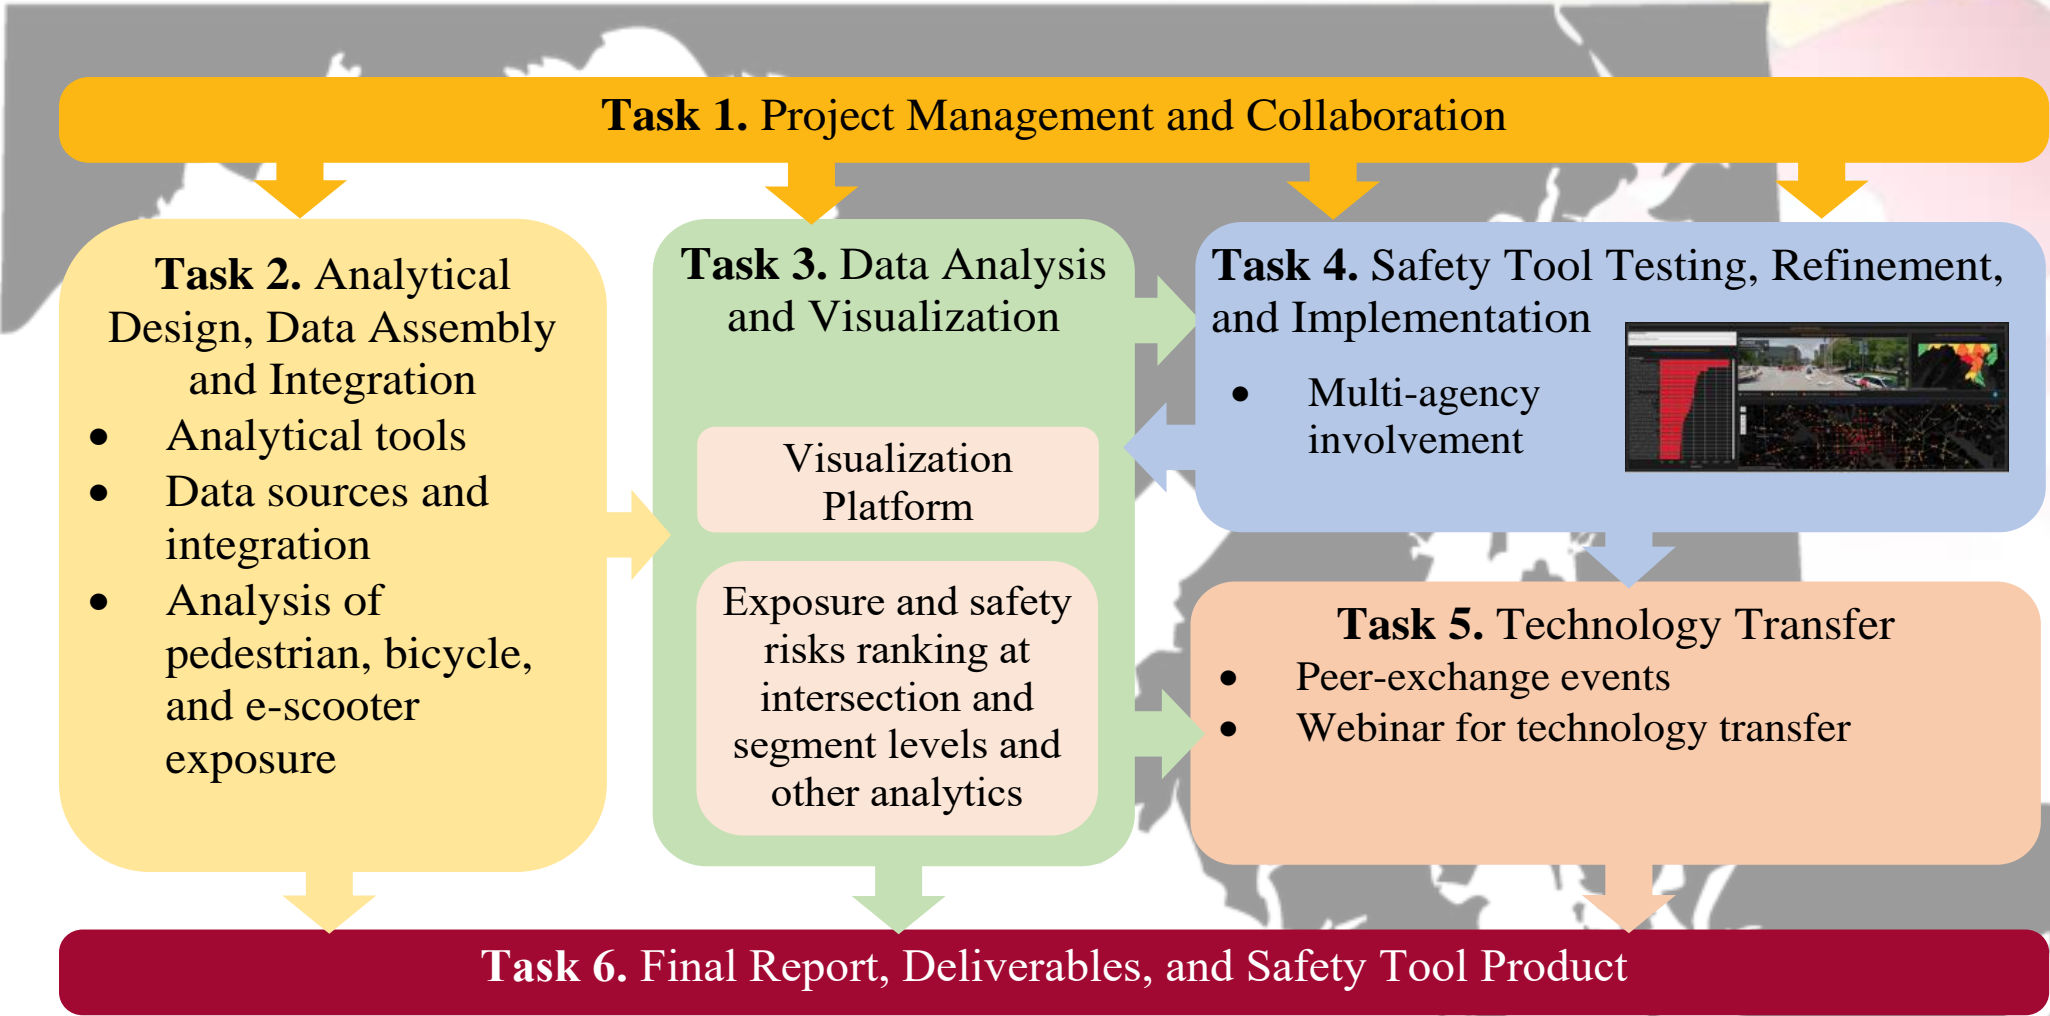 Task 1. Project Management and Collaboration
Task 2. Analytical
Design, Data Assembly
and Integration
• Analytical tools
• Data sources and
integration
• Analysis of
pedestrian, bicycle,
and e-scooter
exposure
Task 3. Data Analysis
and Visualization
Visualization
Platform
Exposure and safety
risks ranking at
intersection and
segment levels and
other analytics
Task 4. Safety Tool Testing, Refinement,
and Implementation
• Multi-agency
involvement
Task 5. Technology Transfer
• Peer-exchange events
• Webinar for technology transfer
Task 6. Final Report, Deliverables, and Safety Tool Product